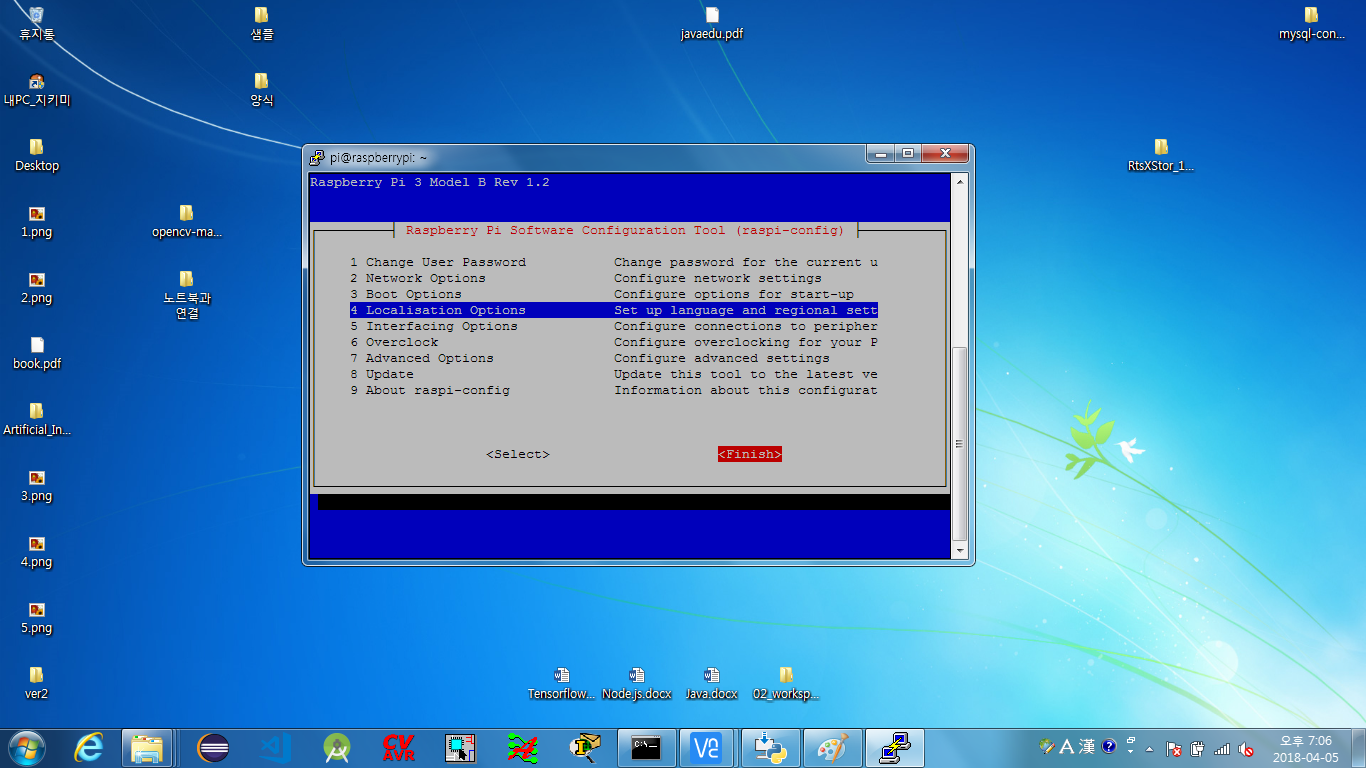 휴지통
샘플
javaedu.pdf
mysql-con...
내PC_지키미
양식
Desktop
RtsXStor_1...
1.png
opencv-ma...
2.png
노트북과
연결
book.pdf
Artificial_In...
3.png
4.png
5.png
ver2
Tensorflow...
Node.js.docx
Java.docx
02_worksp...
pi@raspberrypi: ~
Raspberry Pi 3 Model B Rev 1.2
Raspberry Pi Software Configuration Tool (raspi-config)
1 Change User Password Change password for the current u
2 Network Options Configure network settings
3 Boot Options Configure options for start-up
4 Localisation Options Set up language and regional sett
5 Interfacing Options Configure connections to peripher
6 Overclock Configure overclocking for your P
7 Advanced Options Configure advanced settings
8 Update Update this tool to the latest ve
9 About raspi-config Information about this configurat
<Select> <Finish>
CV
AVR
C:\-
A 漢
오후 7:06
2018-04-05